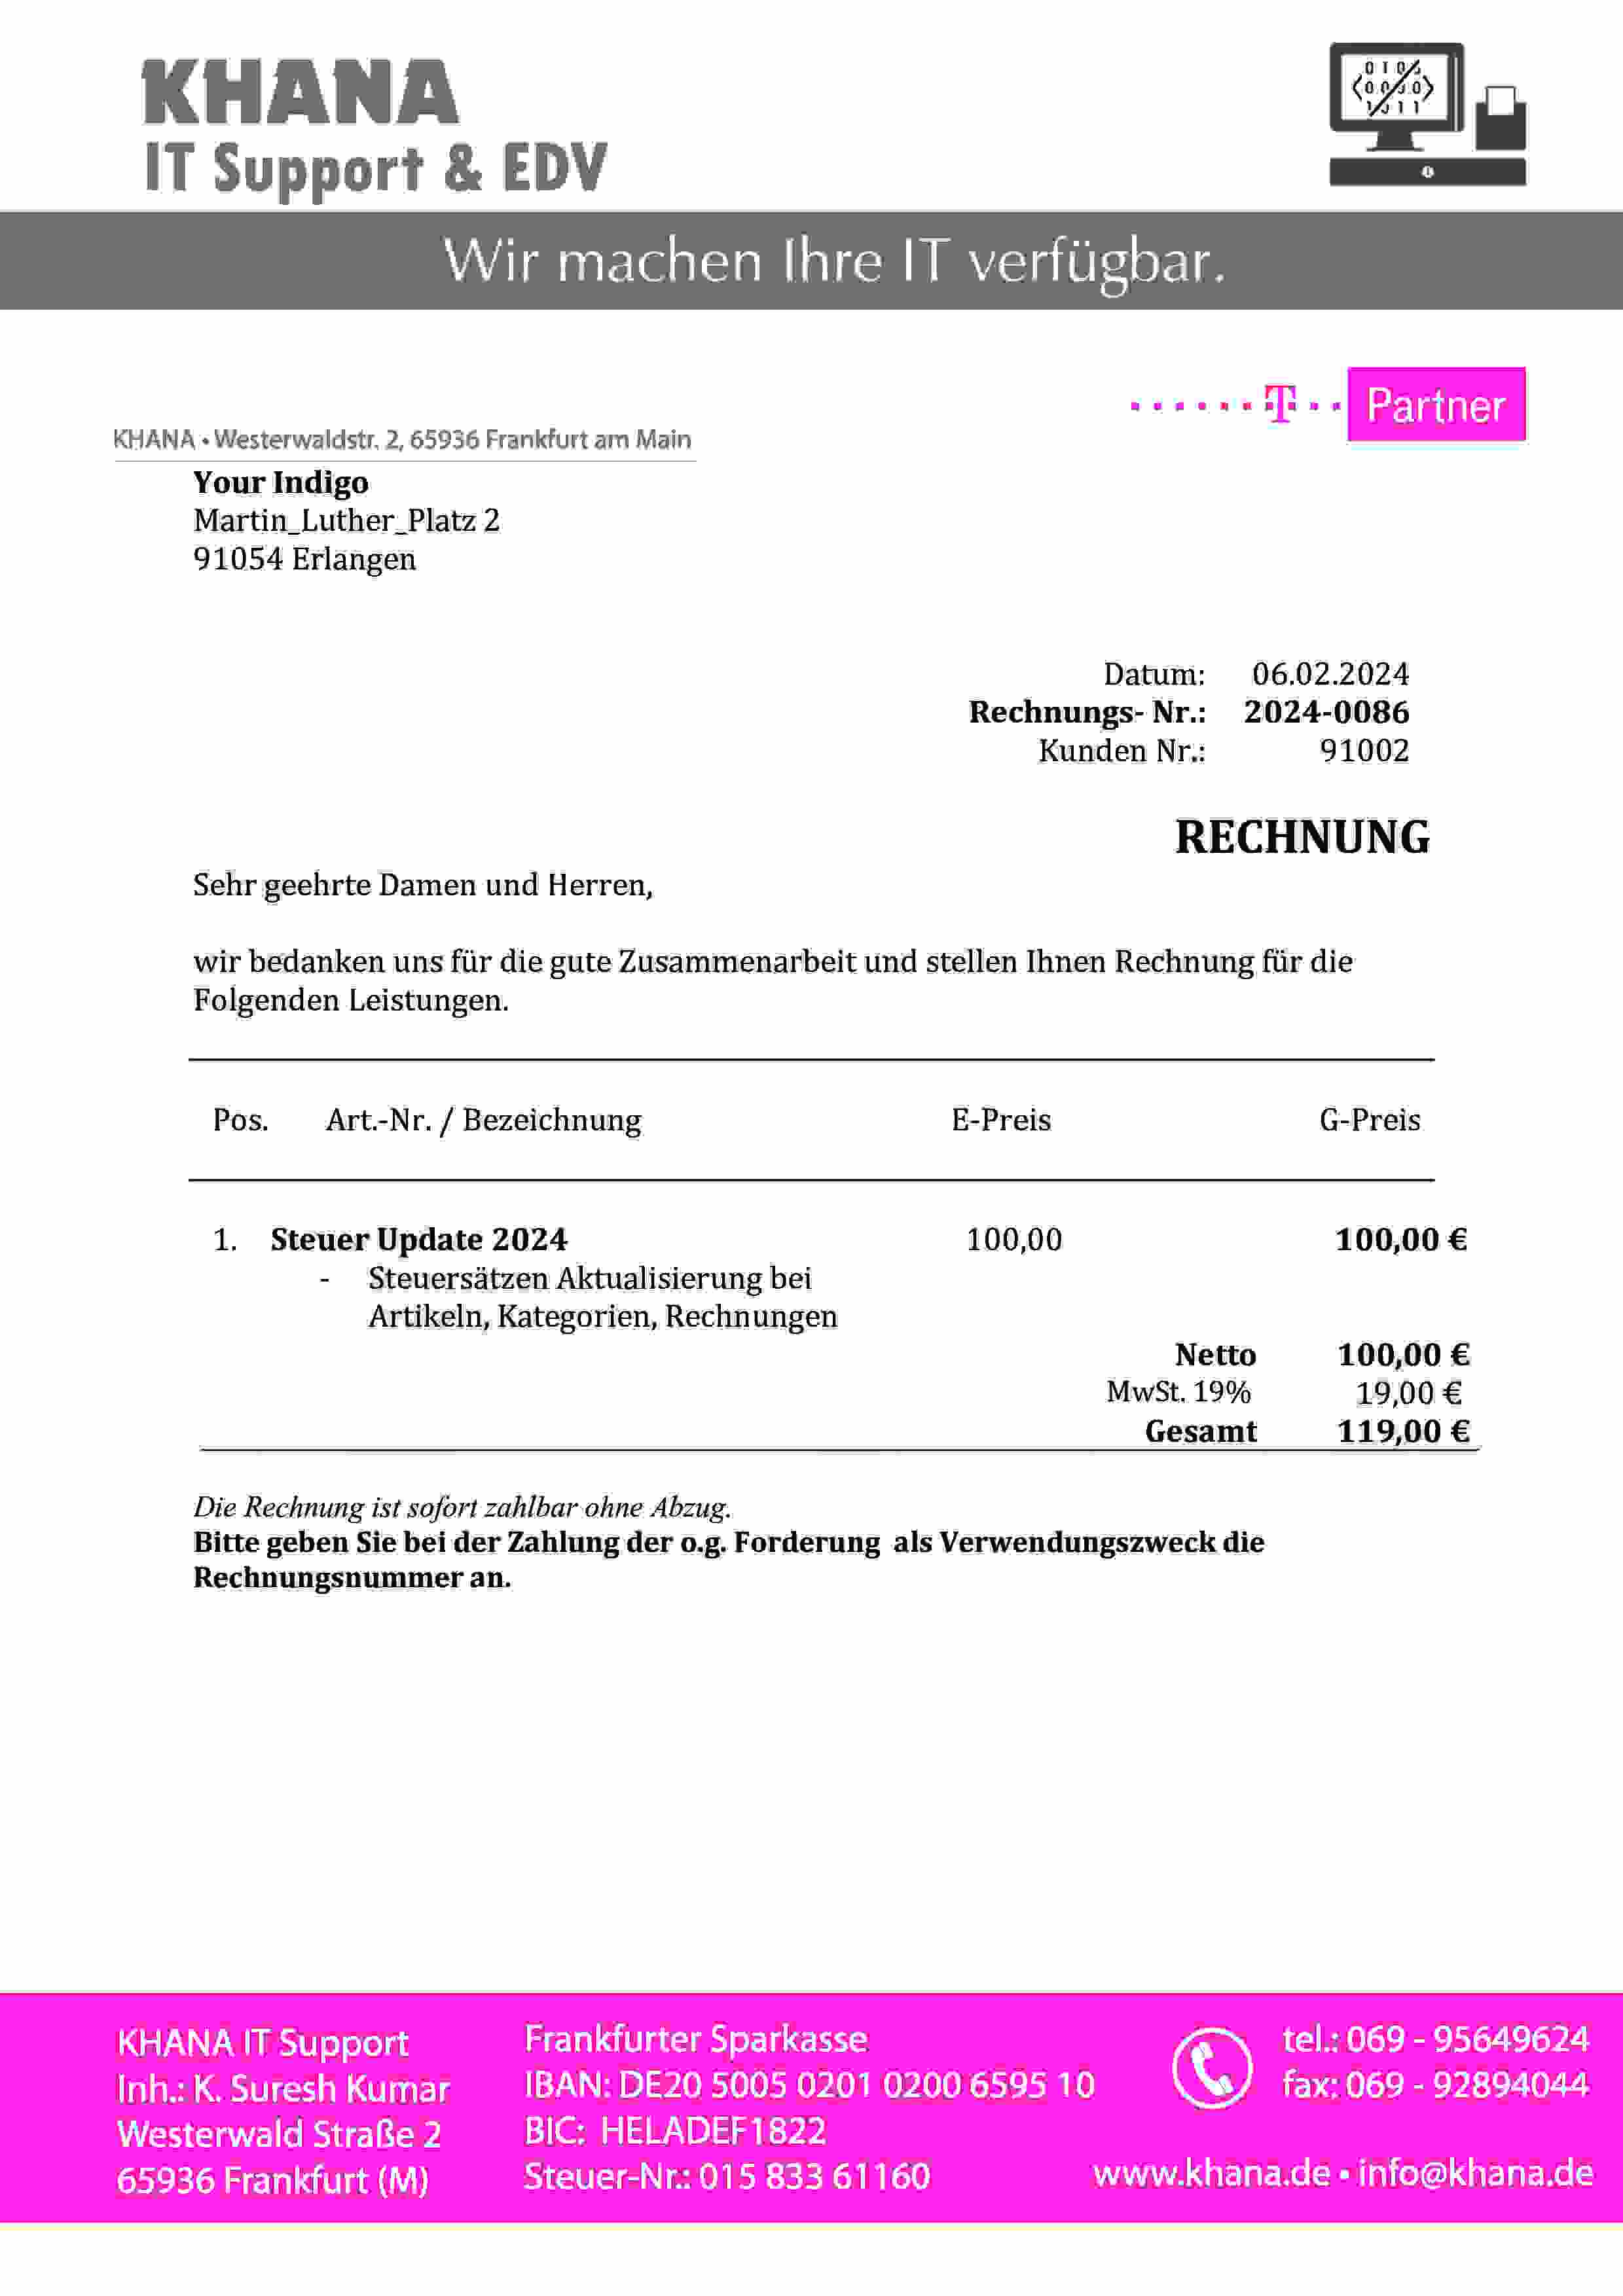 KHANA
IT Support & EDV
Wir machen Ihre IT verfügbar.
T Partner
KHANA • Westerwaldstr. 2, 65936 Frankfurt am Main
Your Indigo
Martin_Luther_Platz 2
91054 Erlangen
Datum: 06.02.2024
Rechnungs- Nr.: 2024-0086
Kunden Nr.: 91002
RECHNUNG
Sehr geehrte Damen und Herren,
wir bedanken uns für die gute Zusammenarbeit und stellen Ihnen Rechnung für die
Folgenden Leistungen.
Pos. Art.-Nr. / Bezeichnung E-Preis G-Preis
1. Steuer Update 2024 100,00 100,00 €
- Steuersätzen Aktualisierung bei
Artikeln, Kategorien, Rechnungen
Netto 100,00 €
MwSt. 19% 19,00 €
Gesamt 119,00 €
Die Rechnung ist sofort zahlbar ohne Abzug.
Bitte geben Sie bei der Zahlung der o.g. Forderung als Verwendungszweck die
Rechnungsnummer an.
KHANA IT Support
Inh.: K. Suresh Kumar
Westerwald Straße 2
65936 Frankfurt (M)
Frankfurter Sparkasse
IBAN: DE20 5005 0201 0200 6595 10
BIC: HELADEF1822
Steuer-Nr.: 015 833 61160
tel.: 069 - 95649624
fax: 069 - 92894044
www.khana.de • info@khana.de